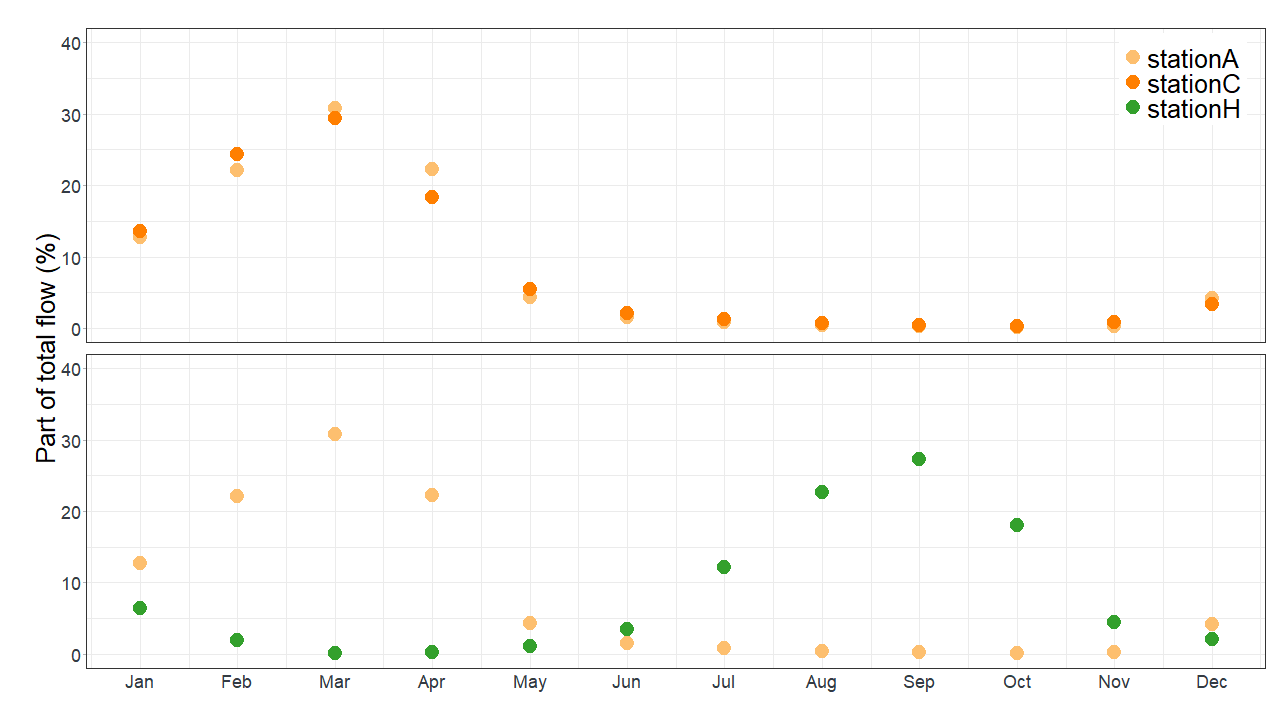 Part of total flow (%)
40
30
20
10
0
stationA
stationC
stationH
40
30
20
10
0
Jan Feb Mar Apr May Jun Jul Aug Sep Oct Nov Dec